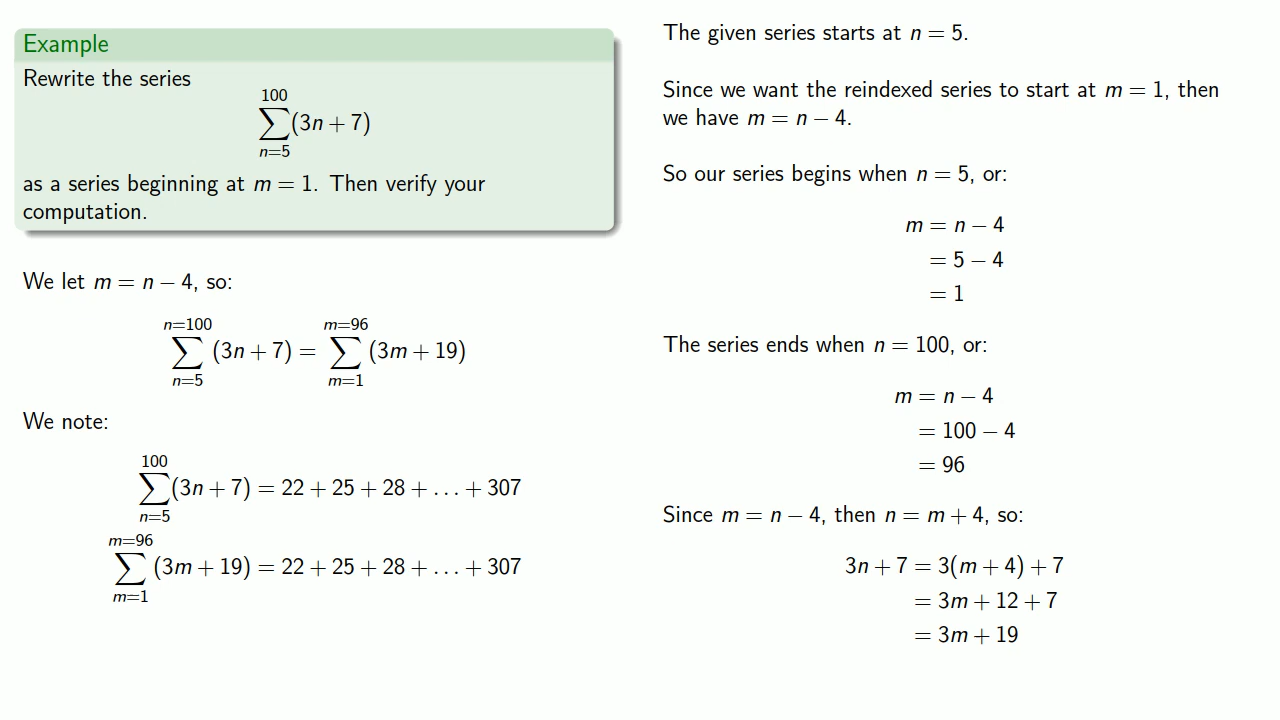 Example
Rewrite the series
100
∑(3n + 7)
n=5
as a series beginning at m = 1. Then verify your
computation.
We let m = n − 4, so:
n=100 m=96
∑ (3n + 7) = ∑ (3m + 19)
n=5 m=1
We note:
100
∑(3n + 7) = 22 + 25 + 28 + . . . + 307
n=5
m=96
∑ (3m + 19) = 22 + 25 + 28 + . . . + 307
m=1
The given series starts at n = 5.
Since we want the reindexed series to start at m = 1, then
we have m = n − 4.
So our series begins when n = 5, or:
m = n − 4
= 5 − 4
= 1
The series ends when n = 100, or:
m = n − 4
= 100 − 4
= 96
Since m = n − 4, then n = m + 4, so:
3n + 7 = 3(m + 4) + 7
= 3m + 12 + 7
= 3m + 19